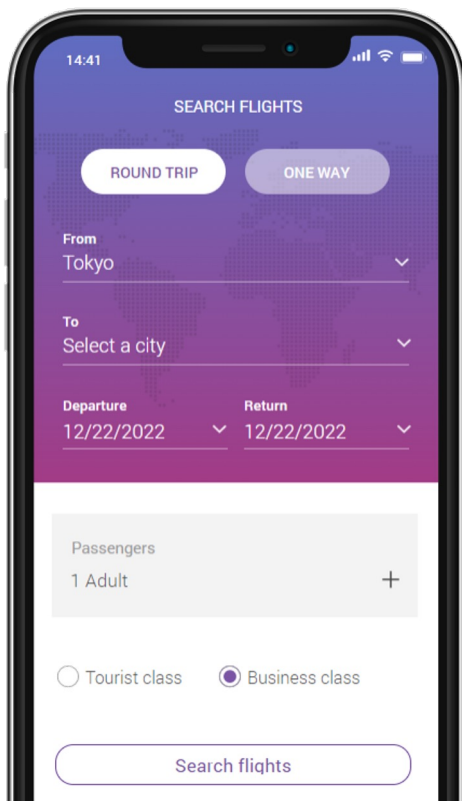 14:41
SEARCH FLIGHTS
ROUND TRIP ONE WAY
From
Tokyo
To
Select a city
Departure Return
12/22/2022 12/22/2022
Passengers
1 Adult +
Tourist class Business class
Search flights